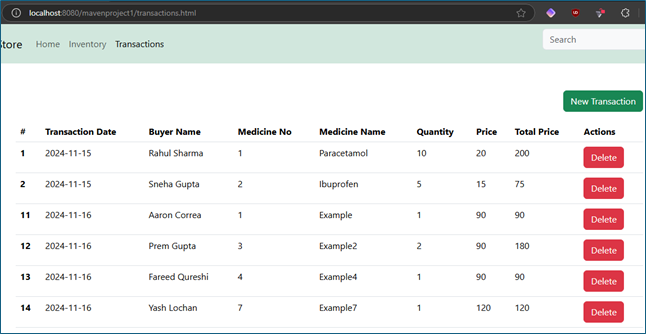 localhost:8080/mavenproject1/transactions.html
Store Home Inventory Transactions Search
New Transaction
# Transaction Date Buyer Name Medicine No Medicine Name Quantity Price Total Price Actions
1 2024-11-15 Rahul Sharma 1 Paracetamol 10 20 200 Delete
2 2024-11-15 Sneha Gupta 2 Ibuprofen 5 15 75 Delete
11 2024-11-16 Aaron Correa 1 Example 1 90 90 Delete
12 2024-11-16 Prem Gupta 3 Example2 2 90 180 Delete
13 2024-11-16 Fareed Qureshi 4 Example4 1 90 90 Delete
14 2024-11-16 Yash Lochan 7 Example7 1 120 120 Delete